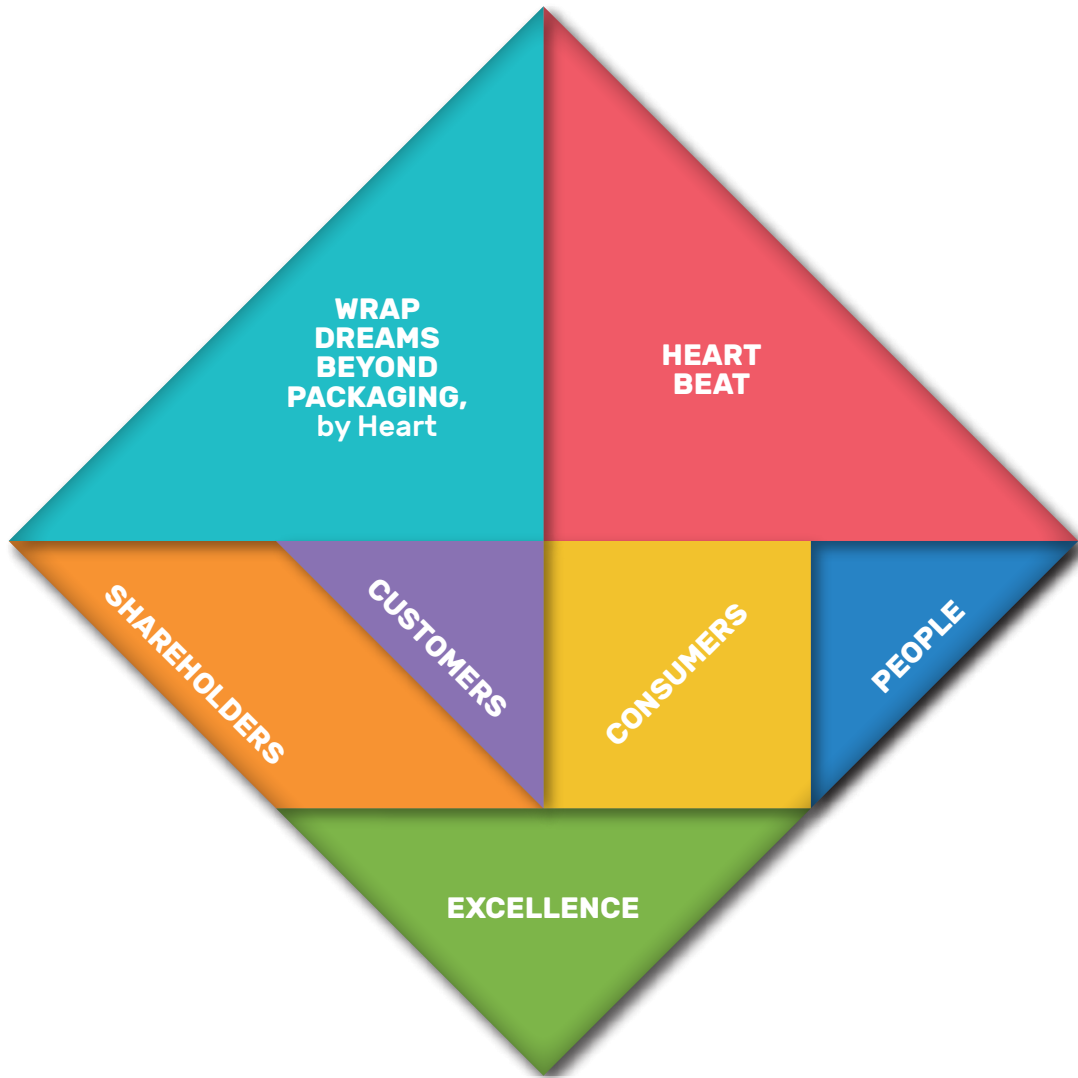 WRAP
DREAMS
BEYOND
PACKAGING,
by Heart
HEART
BEAT
SHAREHOLDERS
CUSTOMERS
CONSUMERS
PEOPLE
EXCELLENCE